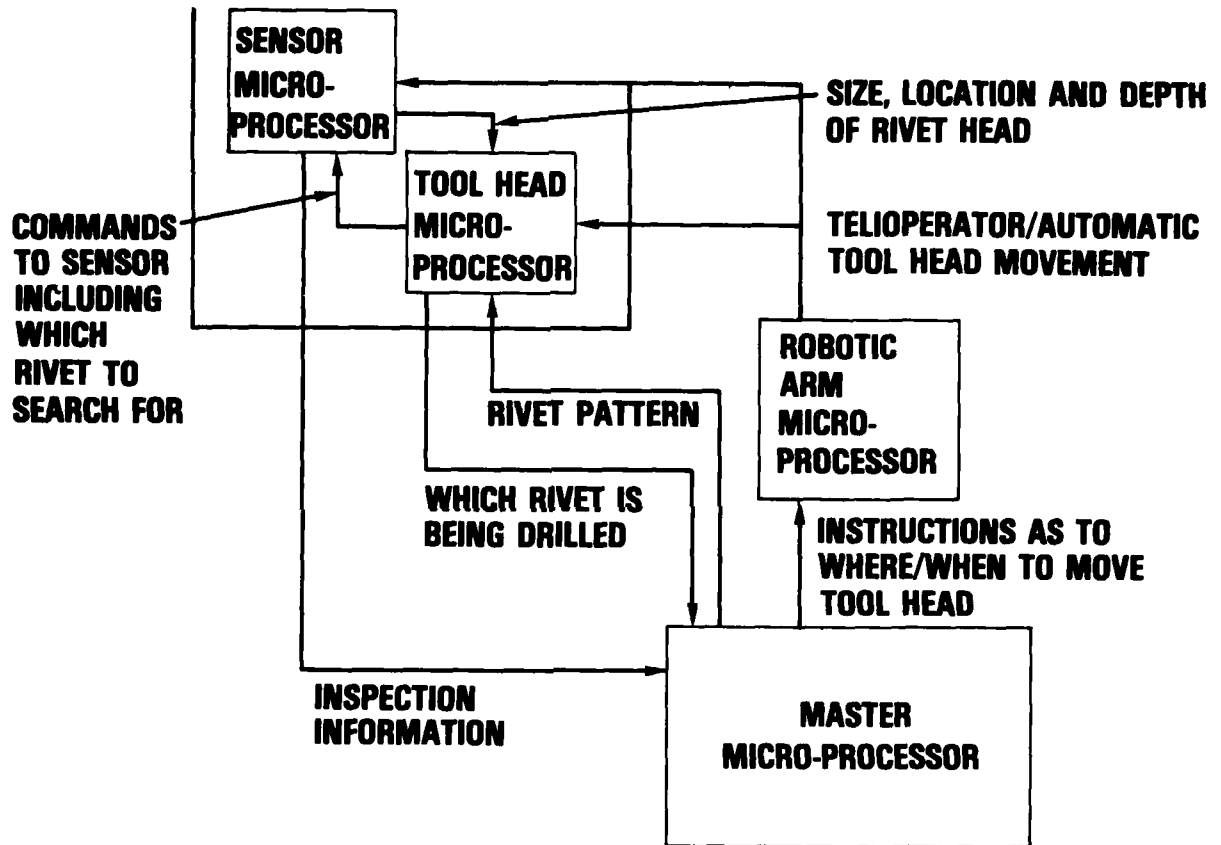 SENSOR
MICRO-
PROCESSOR
SIZE, LOCATION AND DEPTH
OF RIVET HEAD
TOOL HEAD
MICRO-
PROCESSOR
COMMANDS
TO SENSOR
INCLUDING
WHICH
RIVET TO
SEARCH FOR
TELIOPERATOR/AUTOMATIC
TOOL HEAD MOVEMENT
ROBOTIC
ARM
MICRO-
PROCESSOR
RIVET PATTERN
WHICH RIVET IS
BEING DRILLED
INSTRUCTIONS AS TO
WHERE/WHEN TO MOVE
TOOL HEAD
INSPECTION
INFORMATION
MASTER
MICRO-PROCESSOR